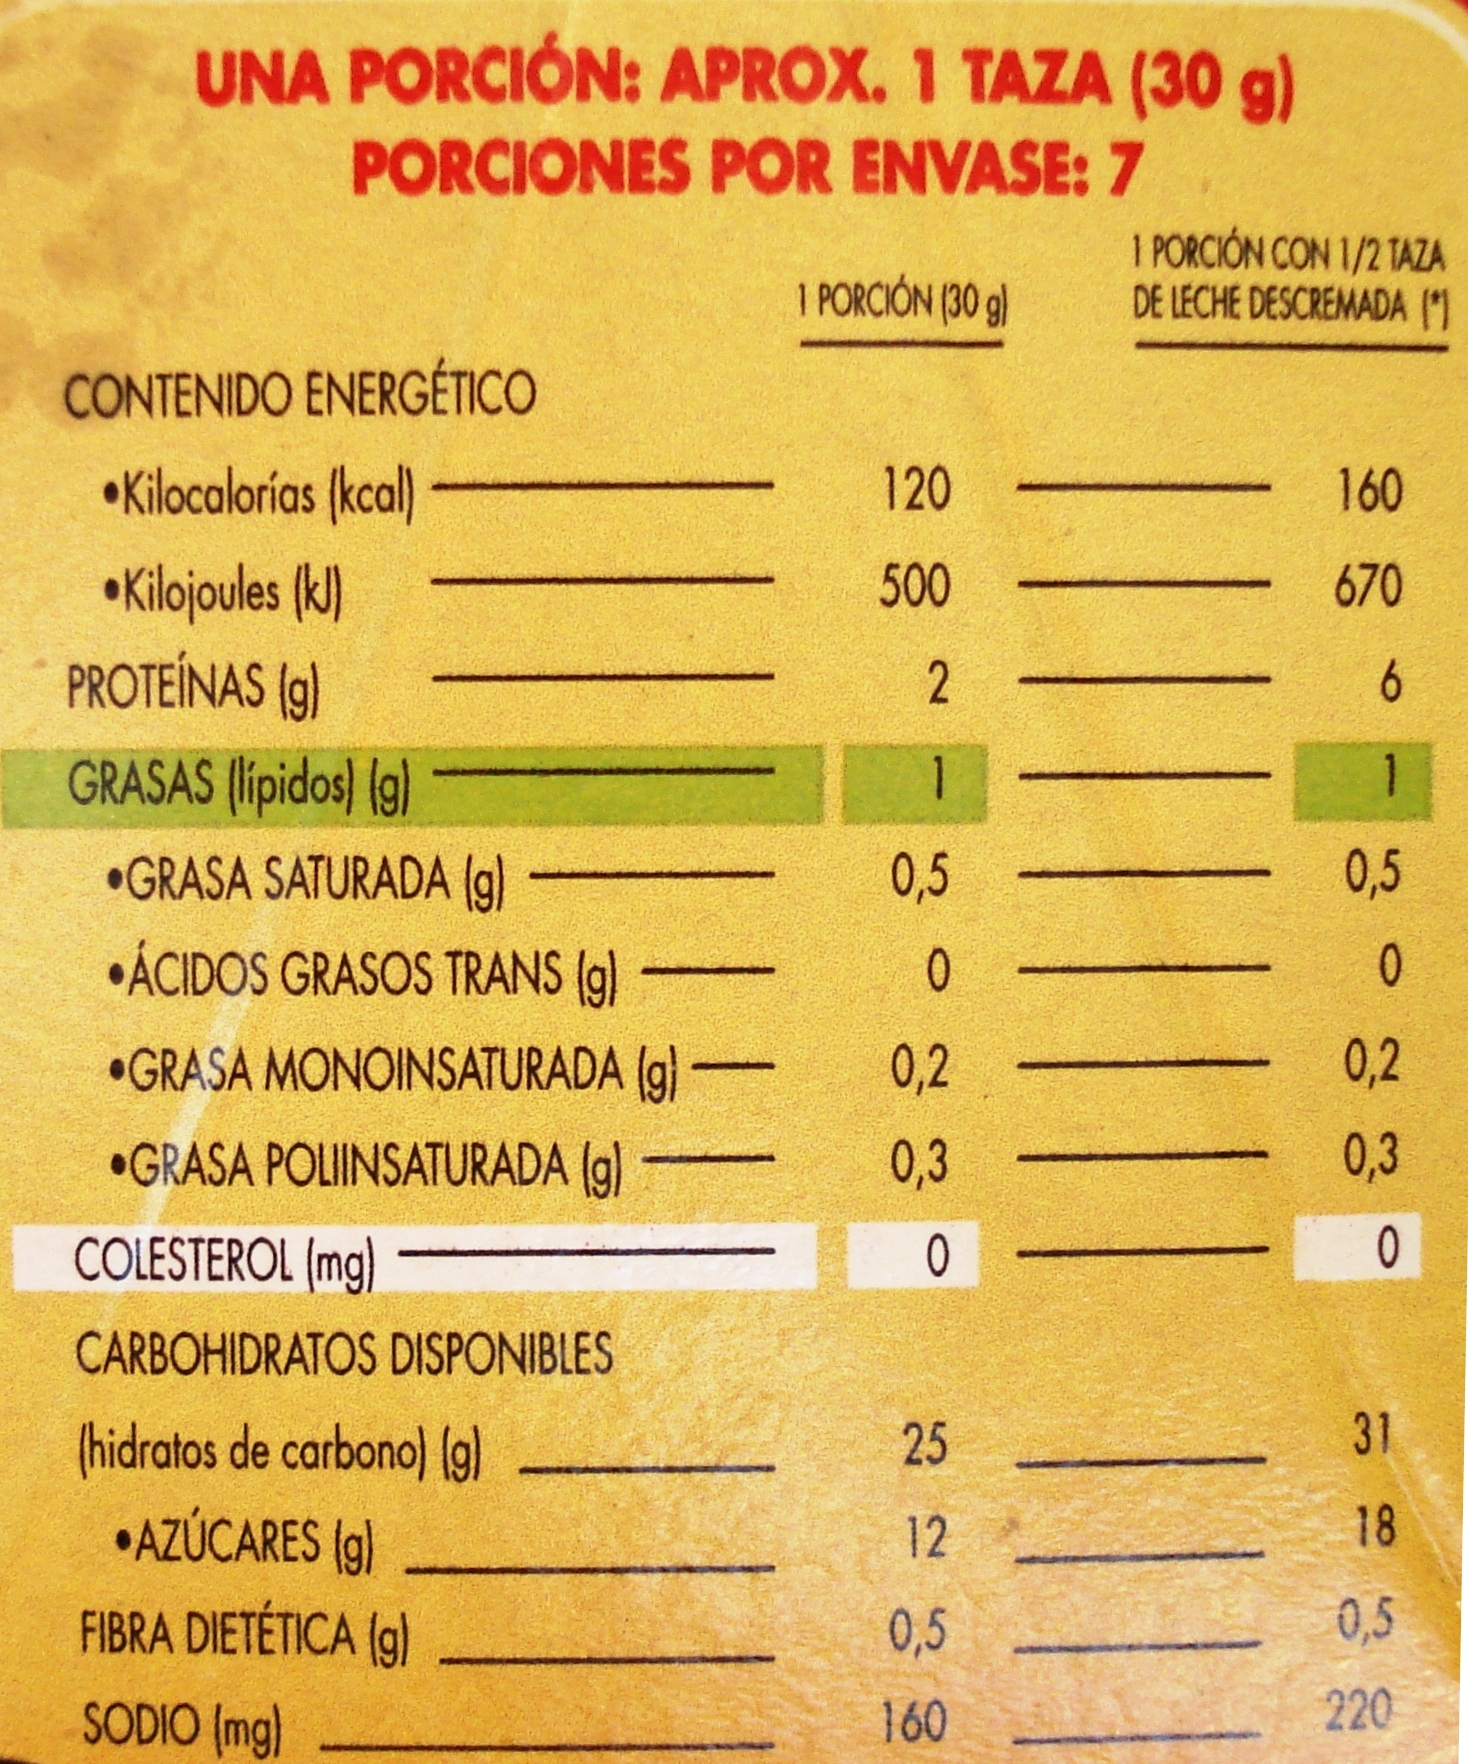 UNA PORCIÓN: APROX. 1 TAZA (30 g)
PORCIONES POR ENVASE: 7
1 PORCIÓN (30 g)
1 PORCIÓN CON 1/2 TAZA
DE LECHE DESCREMADA (*)
CONTENIDO ENERGÉTICO
•Kilocalorías (kcal) 120 160
•Kilojoules (kJ) 500 670
PROTEÍNAS (g) 2 6
GRASAS (lípidos) (g) 1 1
•GRASA SATURADA (g) 0,5 0,5
•ÁCIDOS GRASOS TRANS (g) 0 0
•GRASA MONOINSATURADA (g) 0,2 0,2
•GRASA POLIINSATURADA (g) 0,3 0,3
COLESTEROL (mg) 0 0
CARBOHIDRATOS DISPONIBLES
(hidratos de carbono) (g) 25 31
•AZÚCARES (g) 12 18
FIBRA DIETÉTICA (g) 0,5 0,5
SODIO (mg) 160 220